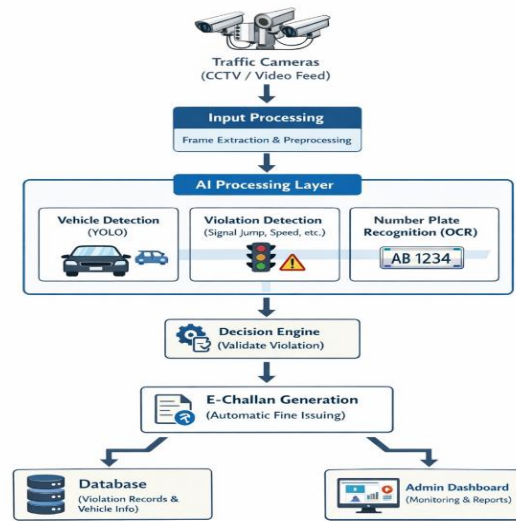 Traffic Cameras
(CCTV / Video Feed)
Input Processing
Frame Extraction & Preprocessing
AI Processing Layer
Vehicle Detection
(YOLO)
Violation Detection
(Signal Jump, Speed, etc.)
Number Plate
Recognition (OCR)
AB 1234
Decision Engine
(Validate Violation)
E-Challan Generation
(Automatic Fine Issuing)
Database
(Violation Records &
Vehicle Info)
Admin Dashboard
(Monitoring & Reports)